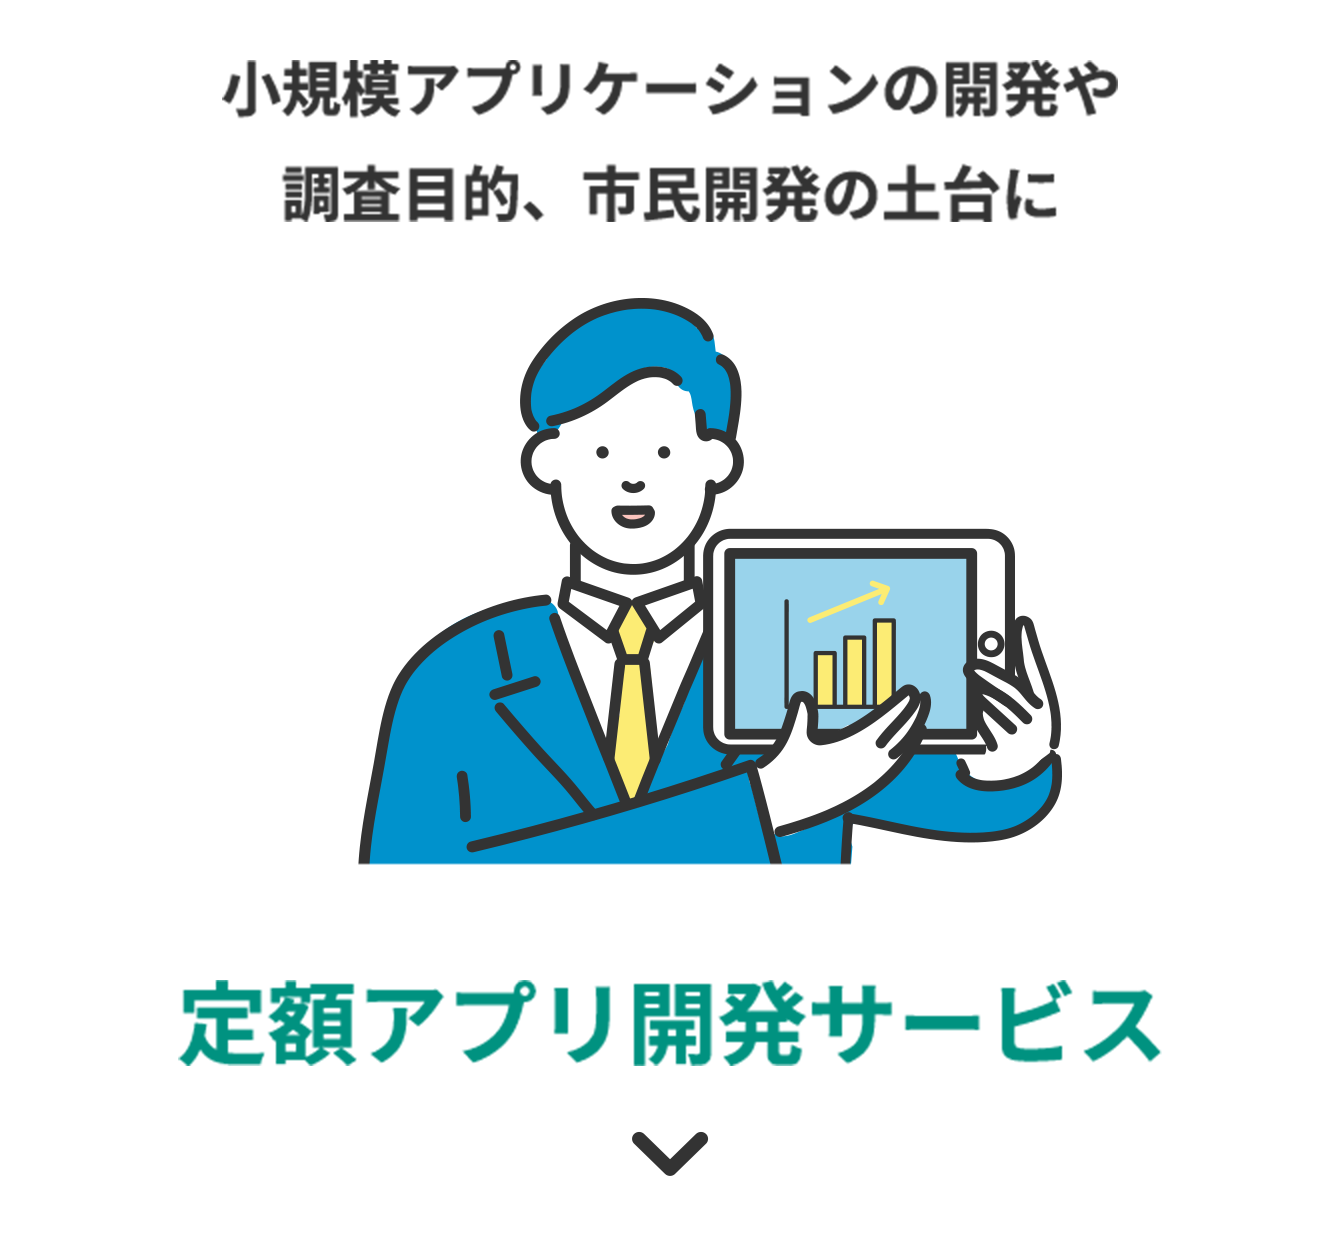 小規模アプリケーションの開発や
調査目的、市民開発の土台に
定額アプリ開発サービス